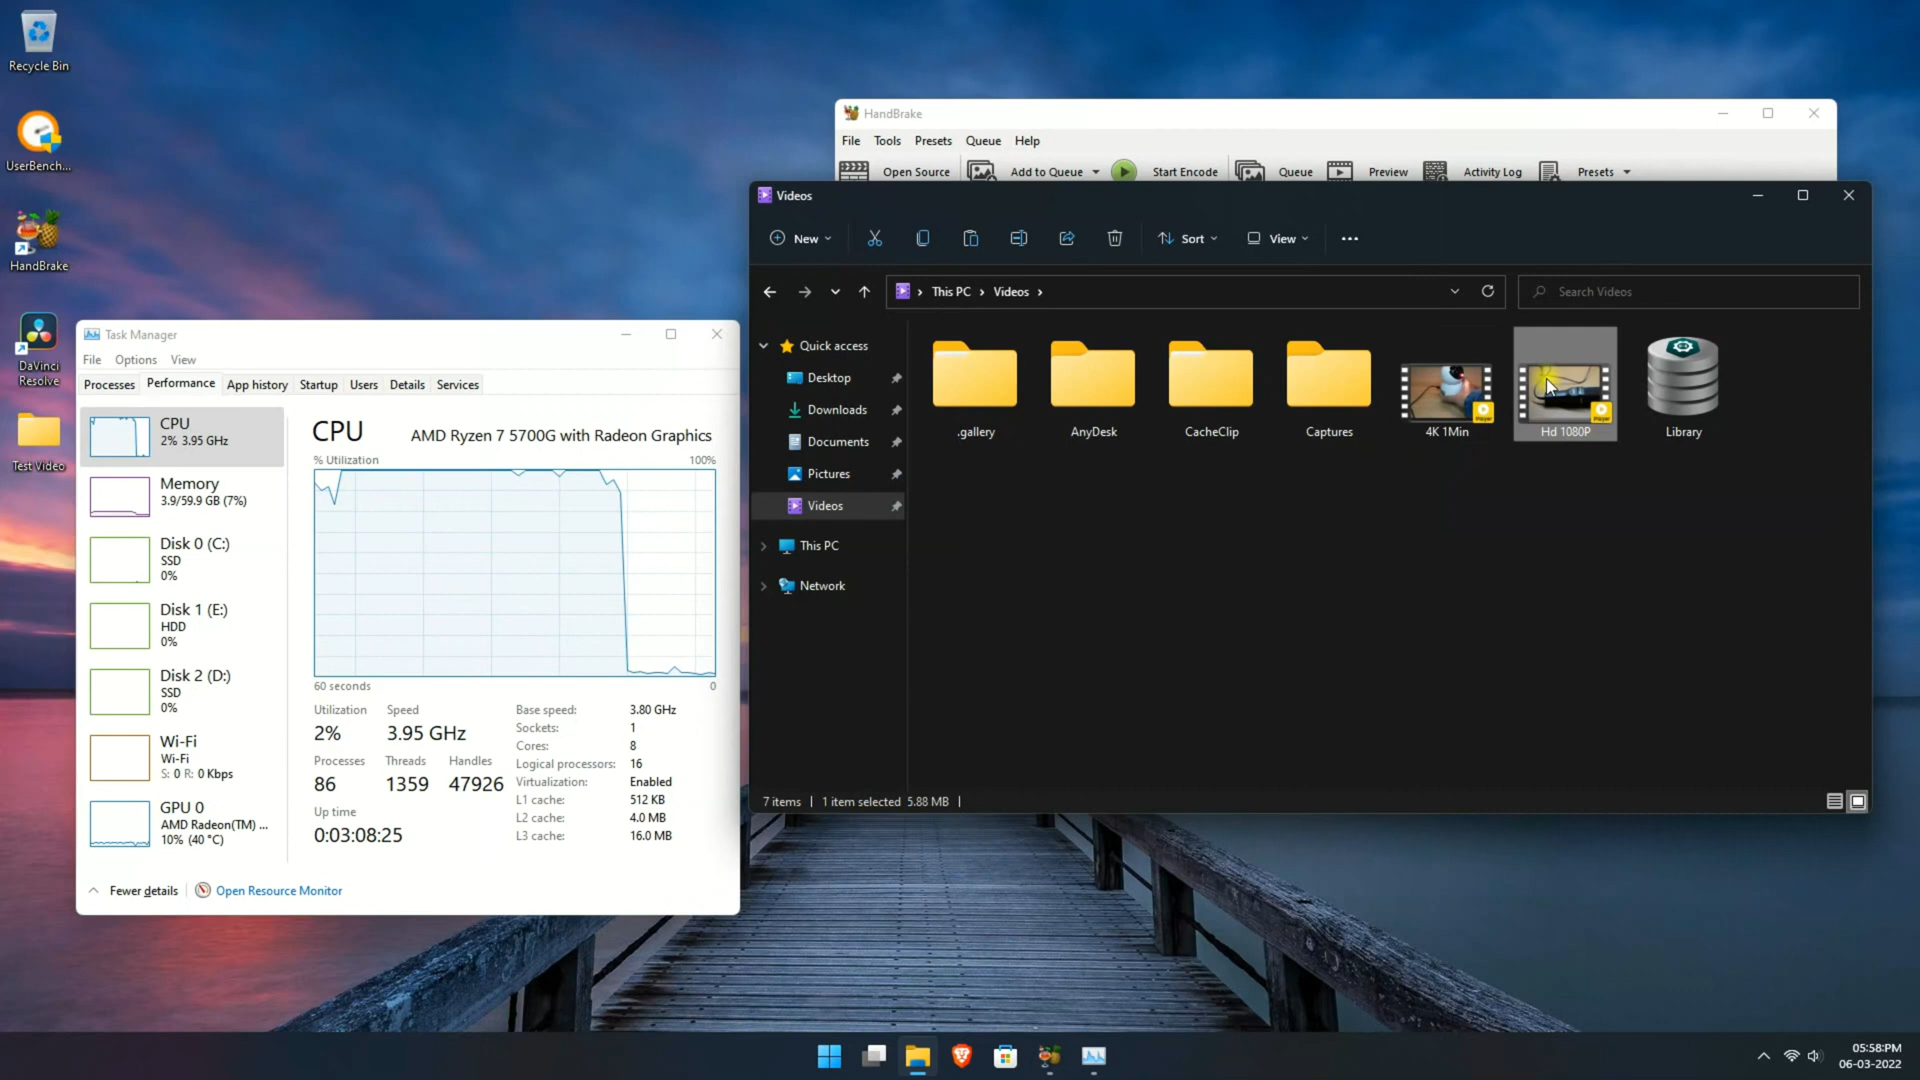 Recycle Bin
UserBench...
HandBrake
DaVinci
Resolve
Test Video
HandBrake
File Tools Presets Queue Help
Open Source Add to Queue Start Encode Queue Preview Activity Log Presets
Videos
New Sort View
This PC Videos
Search Videos
Quick access
Desktop
Downloads
Documents
Pictures
Videos
This PC
Network
.gallery AnyDesk CacheClip Captures 4K 1Min Hd 1080P Library
7 items 1 item selected 5.88 MB
Task Manager
File Options View
Processes Performance App history Startup Users Details Services
CPU
2% 3.95 GHz
Memory
3.9/59.9 GB (7%)
Disk 0 (C:)
SSD
0%
Disk 1 (E:)
HDD
0%
Disk 2 (D:)
SSD
0%
Wi-Fi
Wi-Fi
S: 0 R: 0 Kbps
GPU 0
AMD Radeon(TM) ...
10% (40 °C)
CPU AMD Ryzen 7 5700G with Radeon Graphics
% Utilization 100%
60 seconds 0
Utilization Speed
2% 3.95 GHz
Processes Threads Handles
86 1359 47926
Up time
0:03:08:25
Base speed: 3.80 GHz
Sockets: 1
Cores: 8
Logical processors: 16
Virtualization: Enabled
L1 cache: 512 KB
L2 cache: 4.0 MB
L3 cache: 16.0 MB
Fewer details Open Resource Monitor
05:58:PM
06-03-2022